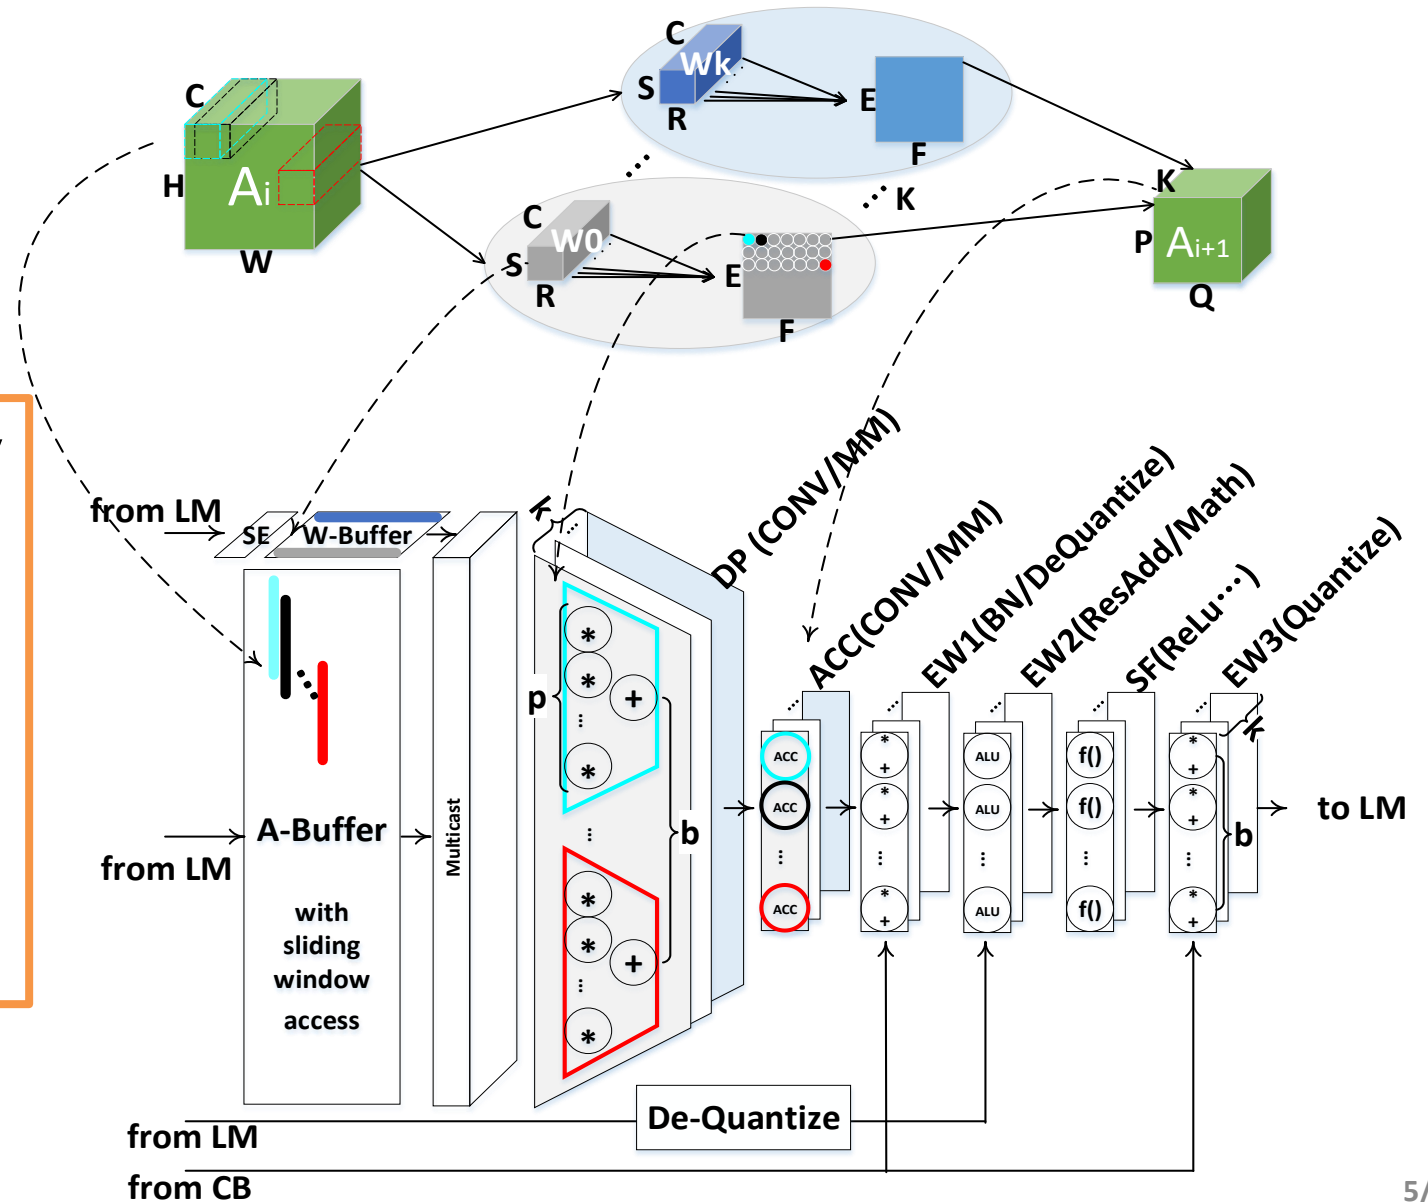 C
Wk
S
R
E
F
C
H
Ai
W
K
C
W0
S
R
E
F
K
P
Ai+1
Q
from LM
SE
W-Buffer
k
DP (CONV/MM)
ACC(CONV/MM)
EW1(BN/DeQuantize)
EW2(ResAdd/Math)
SF(ReLu...)
EW3(Quantize)
k
p
*
*
...
*
+
b
...
*
*
...
*
+
ACC
ACC
...
ACC
*
+
*
+
...
*
+
ALU
ALU
...
ALU
f()
f()
...
f()
*
+
*
+
...
*
+
b
to LM
A-Buffer
from LM
with
sliding
window
access
Multicast
De-Quantize
from LM
from CB
5/